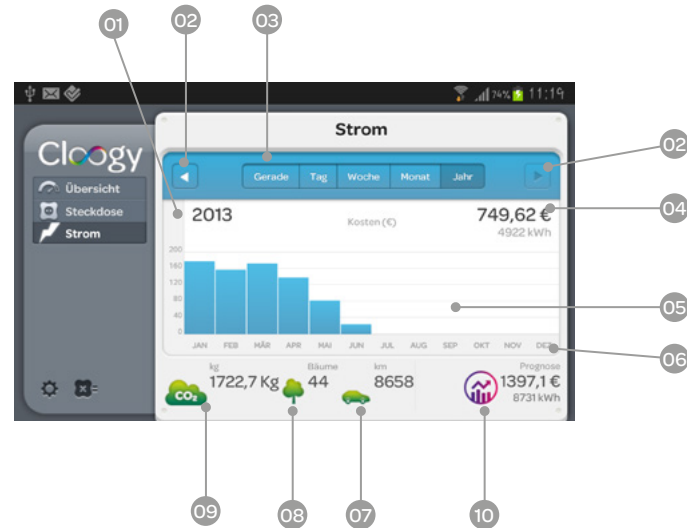 01
02
03
74% 11:19
Strom
Cloogy
02
Gerade Tag Woche Monat Jahr
Übersicht
Steckdose
Strom
2013
Kosten (€)
749,62 €
04
4922 kWh
200
160
120
80
40
0
05
JAN FEB MÄR APR MAI JUN JUL AUG SEP OKT NOV DEZ
06
kg
1722,7 Kg
CO₂
Bäume
44
km
8658
Prognose
1397,1 €
8731 kWh
09
08
07
10